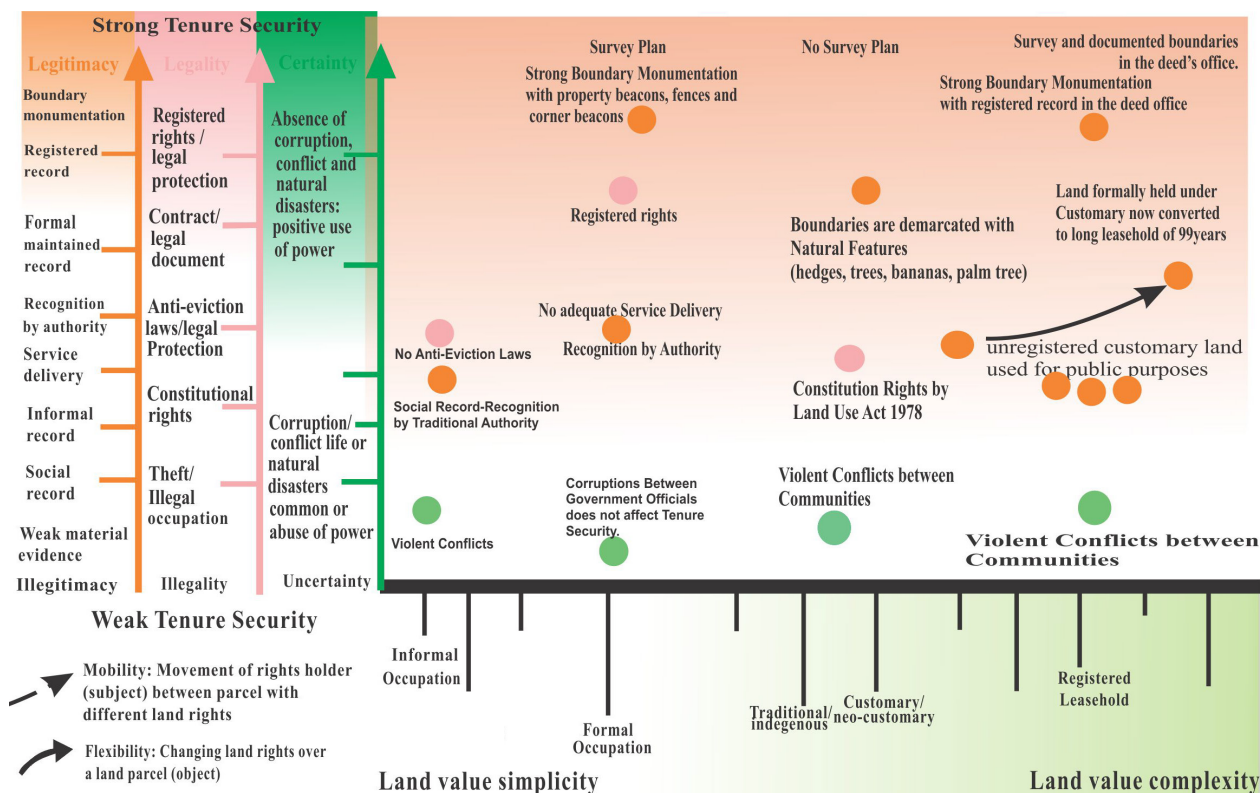 Strong Tenure Security
Legitimacy
Boundary
monumentation
Registered
record
Formal
maintained
record
Recognition
by authority
Service
delivery
Informal
record
Social
record
Weak material
evidence
Illegitimacy
Legality
Registered
rights /
legal
protection
Contract/
legal
document
Anti-eviction
laws/legal
Protection
Constitutional
rights
Theft/
Illegal
occupation
Illegality
Certainty
Absence of
corruption,
conflict and
natural
disasters:
positive use
of power
Corruption/
conflict life or
natural
disasters
common or
abuse of power
Uncertainty
Weak Tenure Security
No Anti-Eviction Laws
Social Record-Recognition
by Traditional Authority
Violent Conflicts
Survey Plan
Strong Boundary Monumentation
with property beacons, fences and
corner beacons
Registered rights
No adequate Service Delivery
Recognition by Authority
Corruptions Between
Government Officials
does not affect Tenure
Security.
No Survey Plan
Boundaries are demarcated with
Natural Features
(hedges, trees, bananas, palm tree)
Constitution Rights by
Land Use Act 1978
Violent Conflicts between
Communities
Survey and documented boundaries
in the deed's office.
Strong Boundary Monumentation
with registered record in the deed office
Land formally held under
Customary now converted
to long leasehold of 99years
unregistered customary land
used for public purposes
Violent Conflicts between
Communities
Informal
Occupation
Formal
Occupation
Traditional/
indegenous
Customary/
neo-customary
Registered
Leasehold
Mobility: Movement of rights holder
(subject) between parcel with
different land rights
Flexibility: Changing land rights over
a land parcel (object)
Land value simplicity
Land value complexity